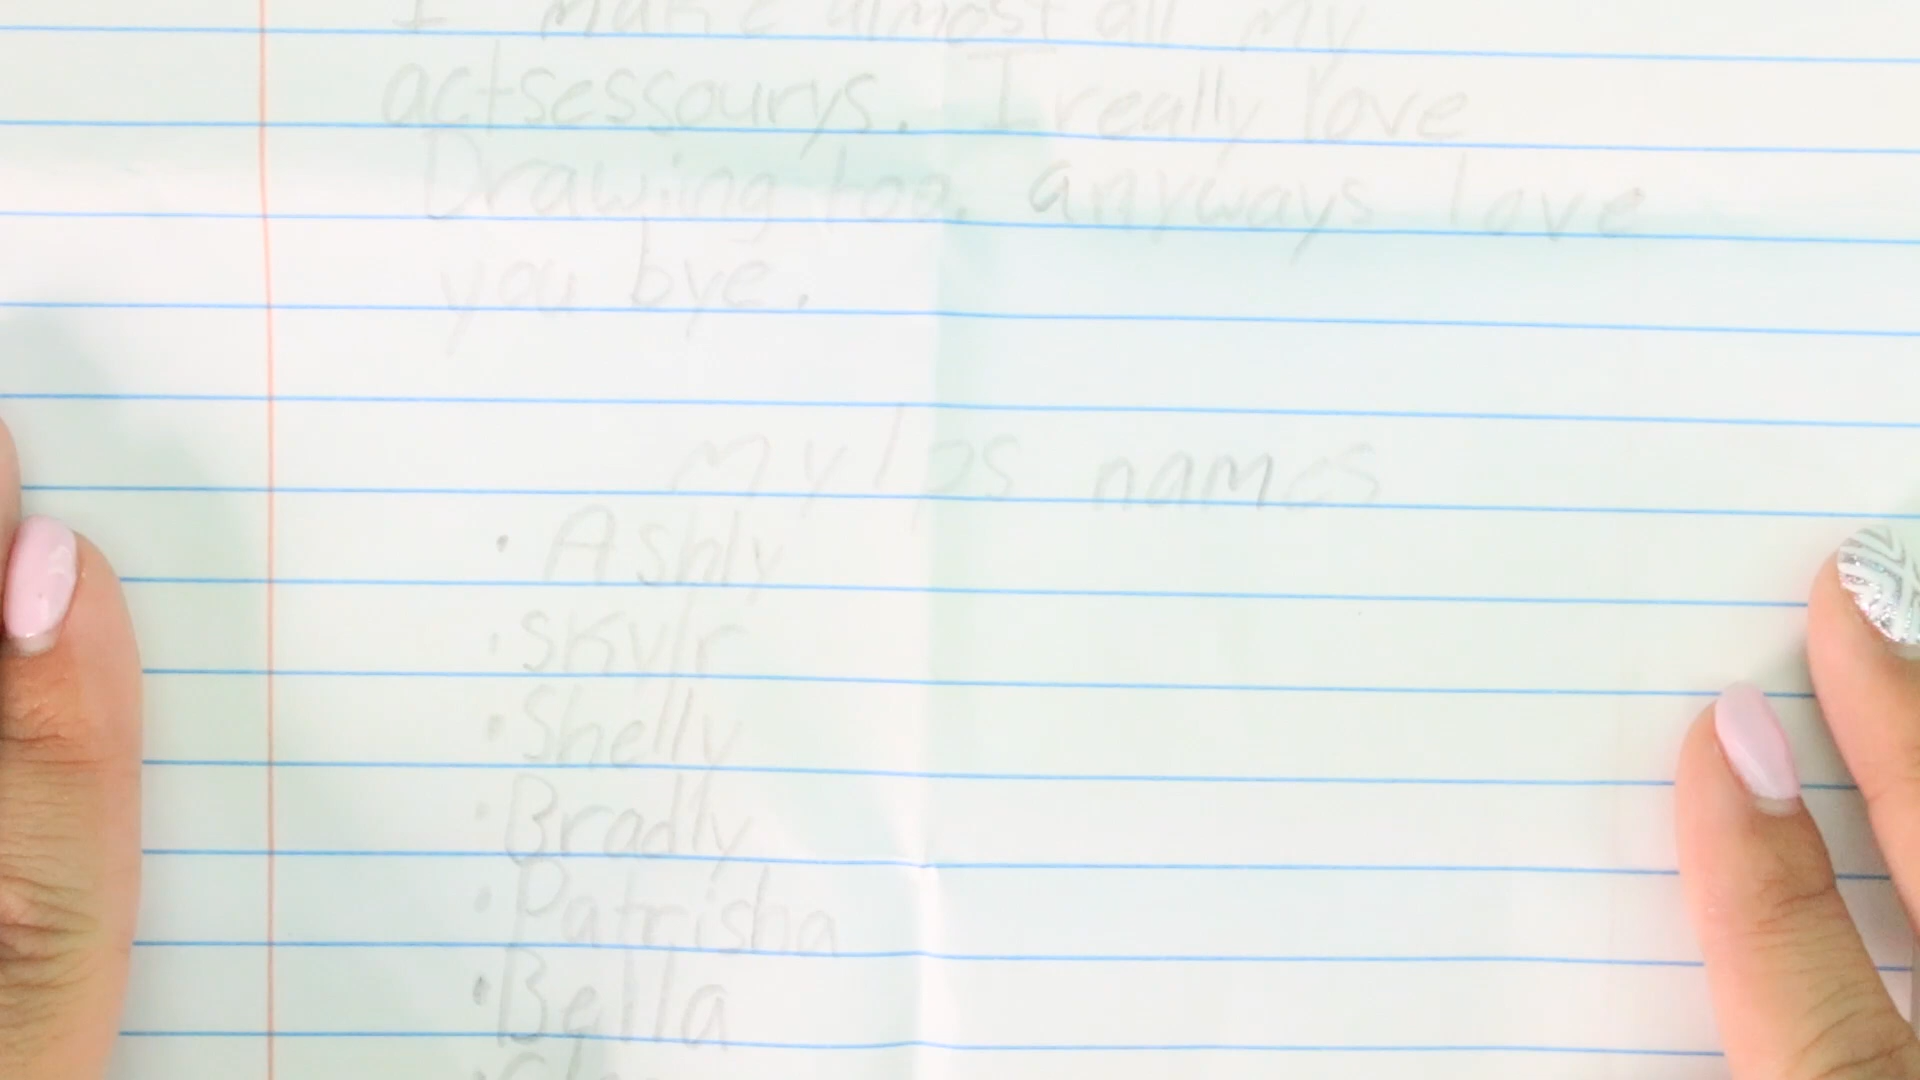 I make almost all my
actsessourys. I really love
Drawing too. anyways love
you bye.
my lps names
· Ashly
· Skylr
· Shelly
· Bradly
· Patrisha
· Bella